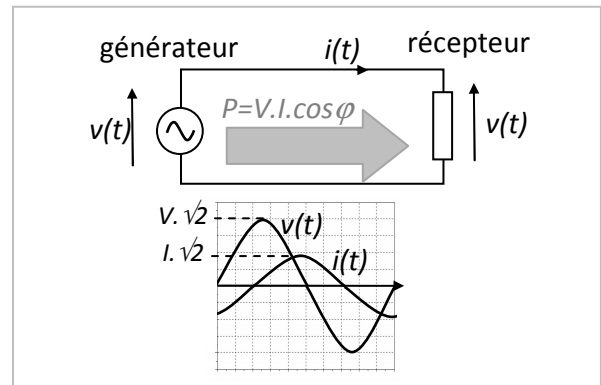 générateur i(t) récepteur
v(t) P=V.I.cosφ v(t)
V.√2 v(t)
I.√2 i(t)